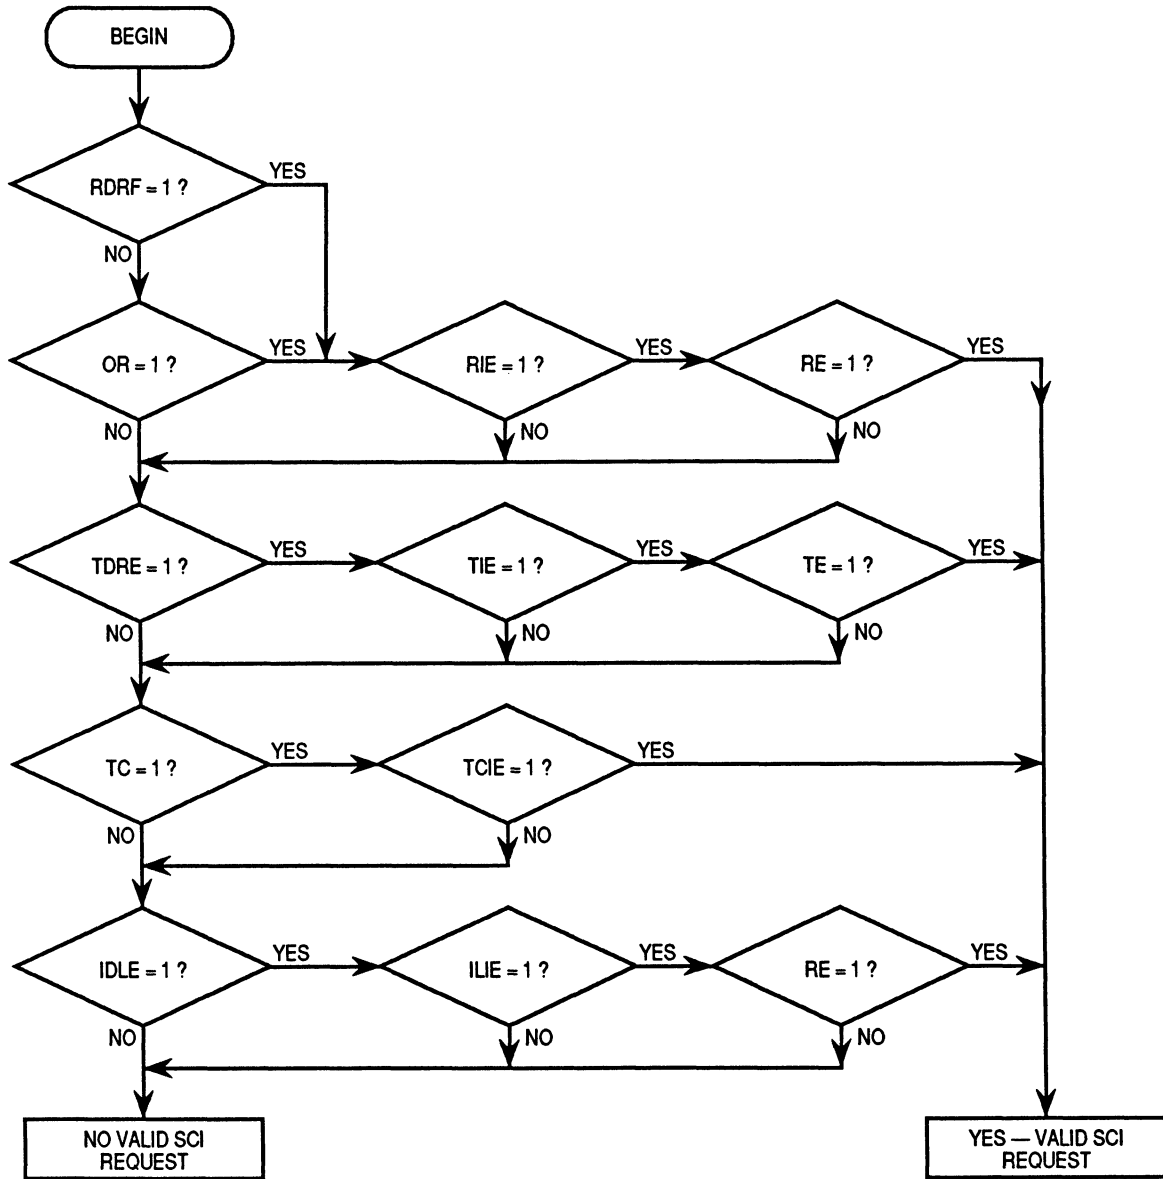 BEGIN
RDRF = 1 ?
YES
NO
OR = 1 ?
YES
RIE = 1 ?
YES
RE = 1 ?
YES
NO
NO
NO
TDRE = 1 ?
YES
TIE = 1 ?
YES
TE = 1 ?
YES
NO
NO
NO
TC = 1 ?
YES
TCIE = 1 ?
YES
NO
NO
IDLE = 1 ?
YES
ILIE = 1 ?
YES
RE = 1 ?
YES
NO
NO
NO
NO VALID SCI
REQUEST
YES — VALID SCI
REQUEST